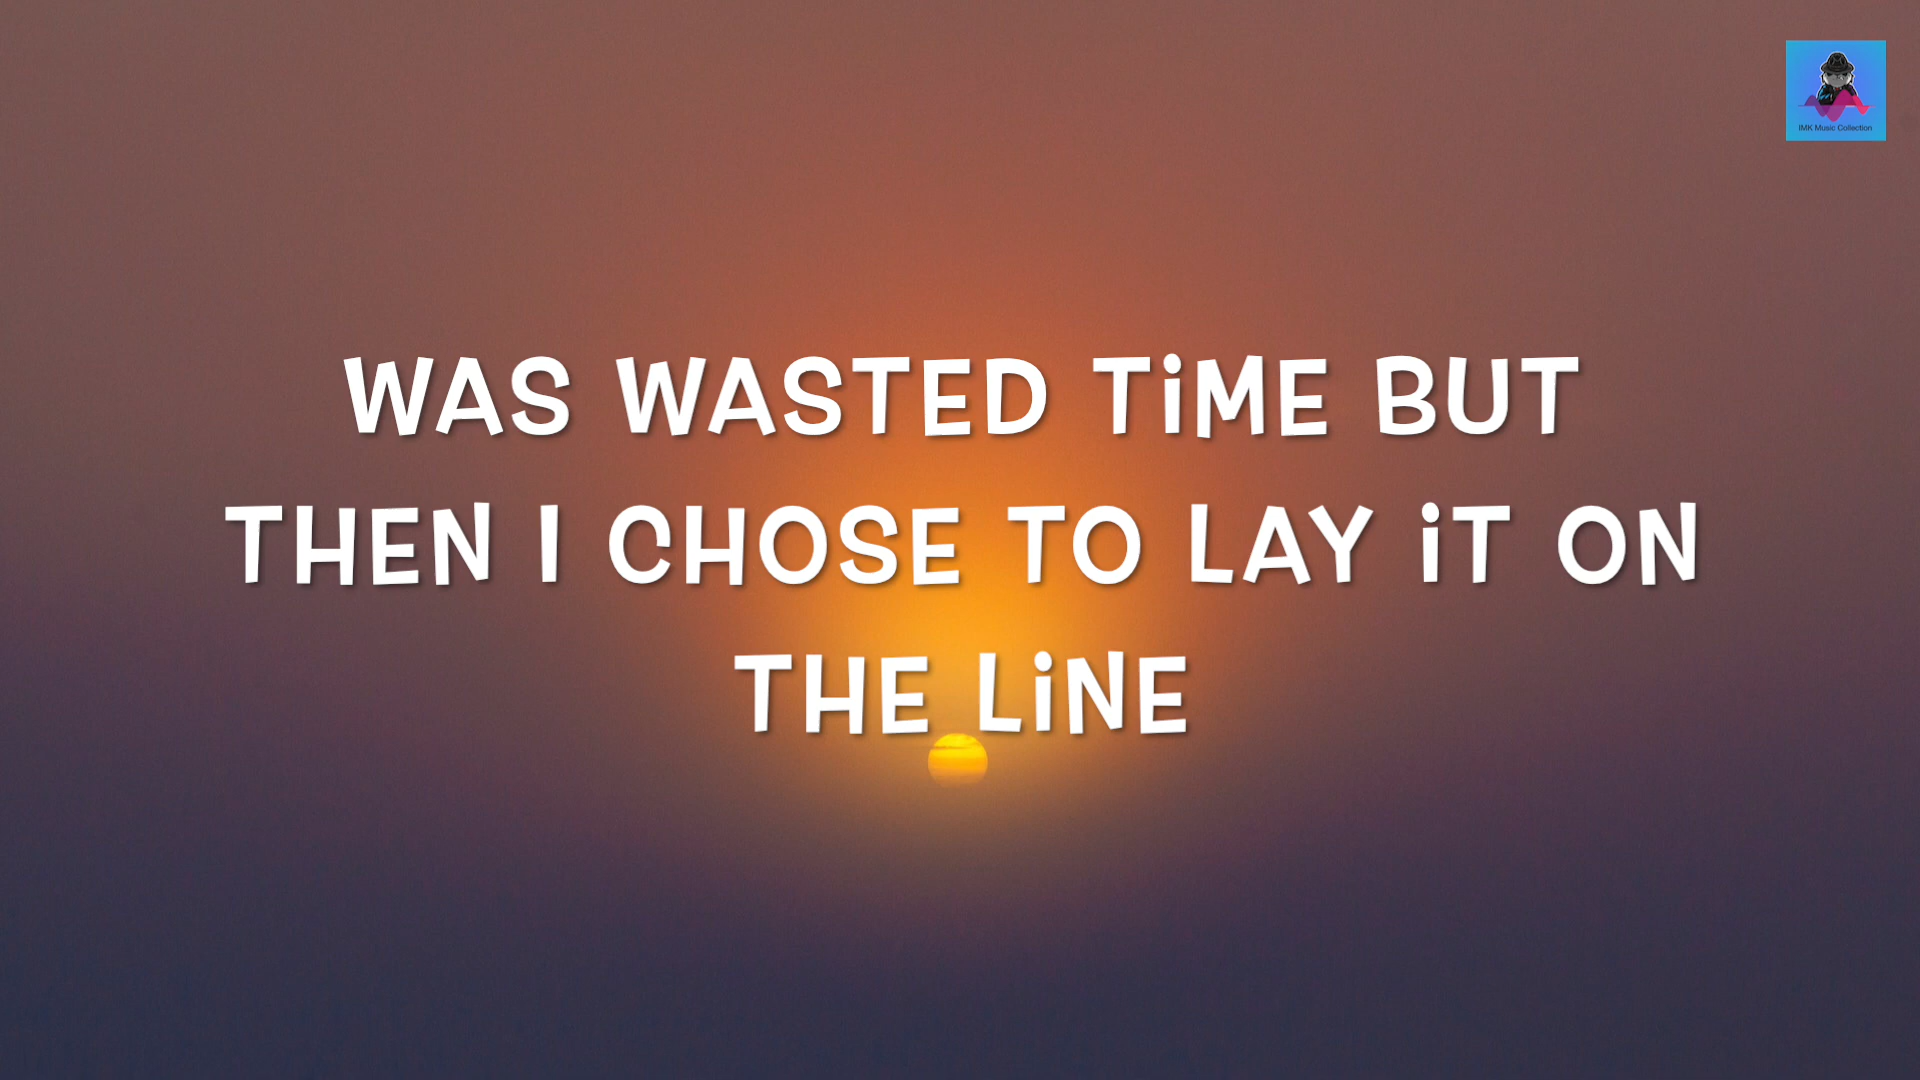 WAS WASTED TiME BUT
THEN I CHOSE TO LAY iT ON
THE LiNE
IMK Music Collection